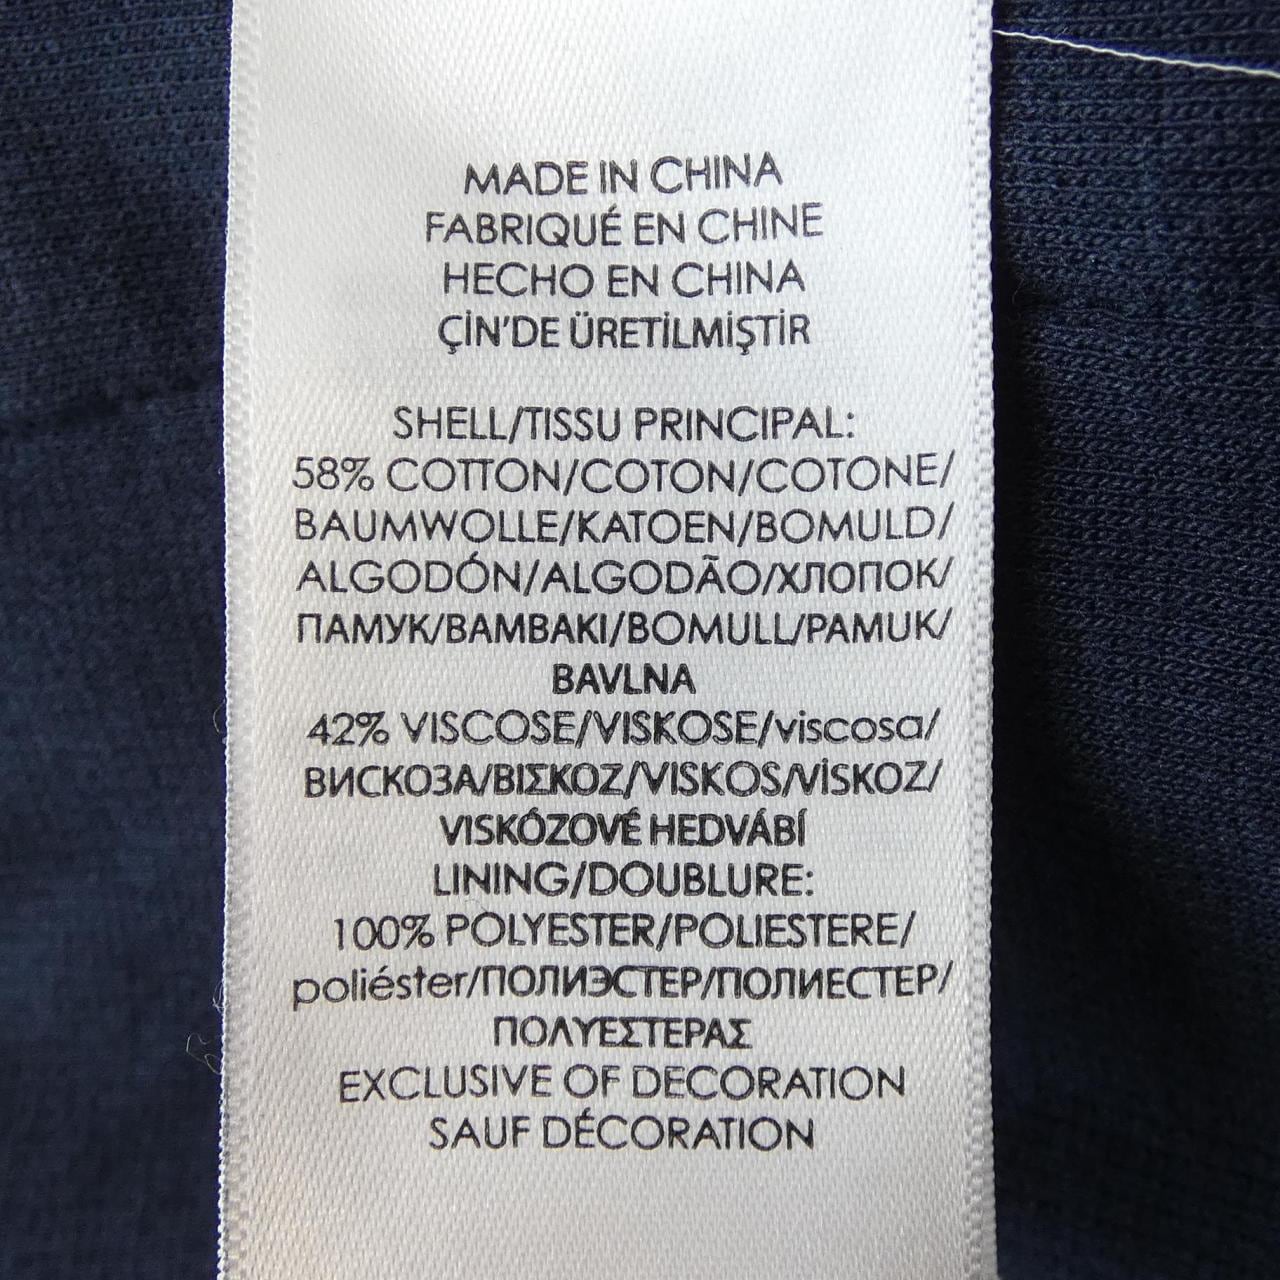 MADE IN CHINA
FABRIQUÉ EN CHINE
HECHO EN CHINA
ÇİN'DE ÜRETİLMİŞTİR
SHELL/TISSU PRINCIPAL:
58% COTTON/COTON/COTONE/
BAUMWOLLE/KATOEN/BOMULD/
ALGODÓN/ALGODÃO/ХЛОПОК/
ПАМУК/BAMBAKI/BOMULL/PAMUK/
BAVLNA
42% VISCOSE/VISKOSE/viscosa/
ВИСКОЗА/ΒΙΣΚΟΖ/VISKOS/VİSKOZ/
VISKÓZOVÉ HEDVÁBÍ
LINING/DOUBLURE:
100% POLYESTER/POLIESTERE/
poliéster/ПОЛИЭСТЕР/ПОЛИЕСТЕР/
ΠΟΛΥΕΣΤΕΡΑΣ
EXCLUSIVE OF DECORATION
SAUF DÉCORATION